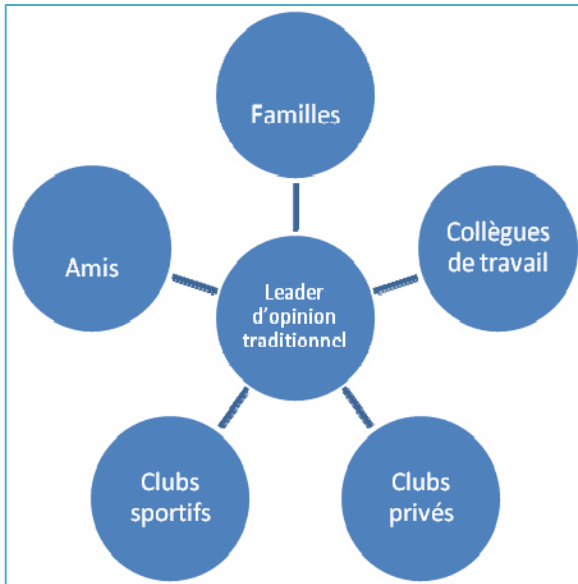 Familles
Collègues
de travail
Amis
Leader
d'opinion
traditionnel
Clubs
sportifs
Clubs
privés